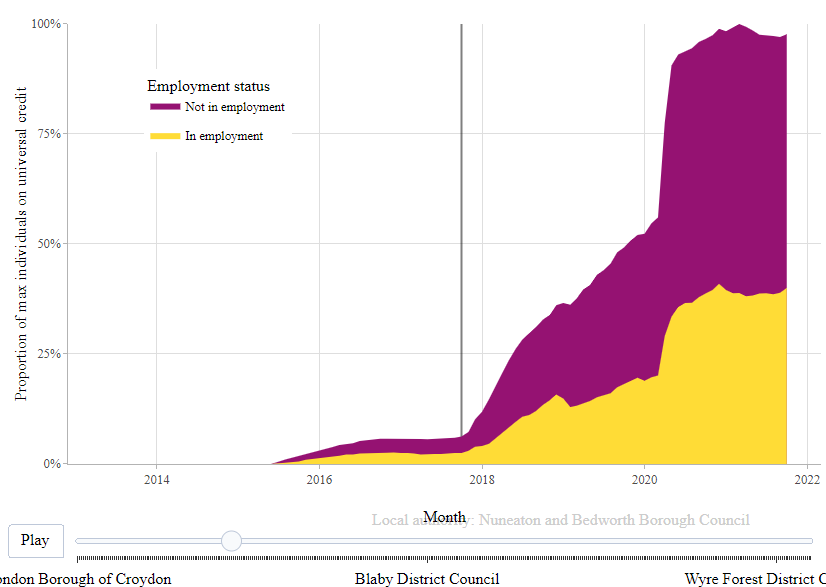 100%
75%
50%
25%
0%
Proportion of max individuals on universal credit
Employment status
Not in employment
In employment
2014 2016 2018 2020 2022
Month
Local authority: Nuneaton and Bedworth Borough Council
Play
ondon Borough of Croydon Blaby District Council Wyre Forest District C